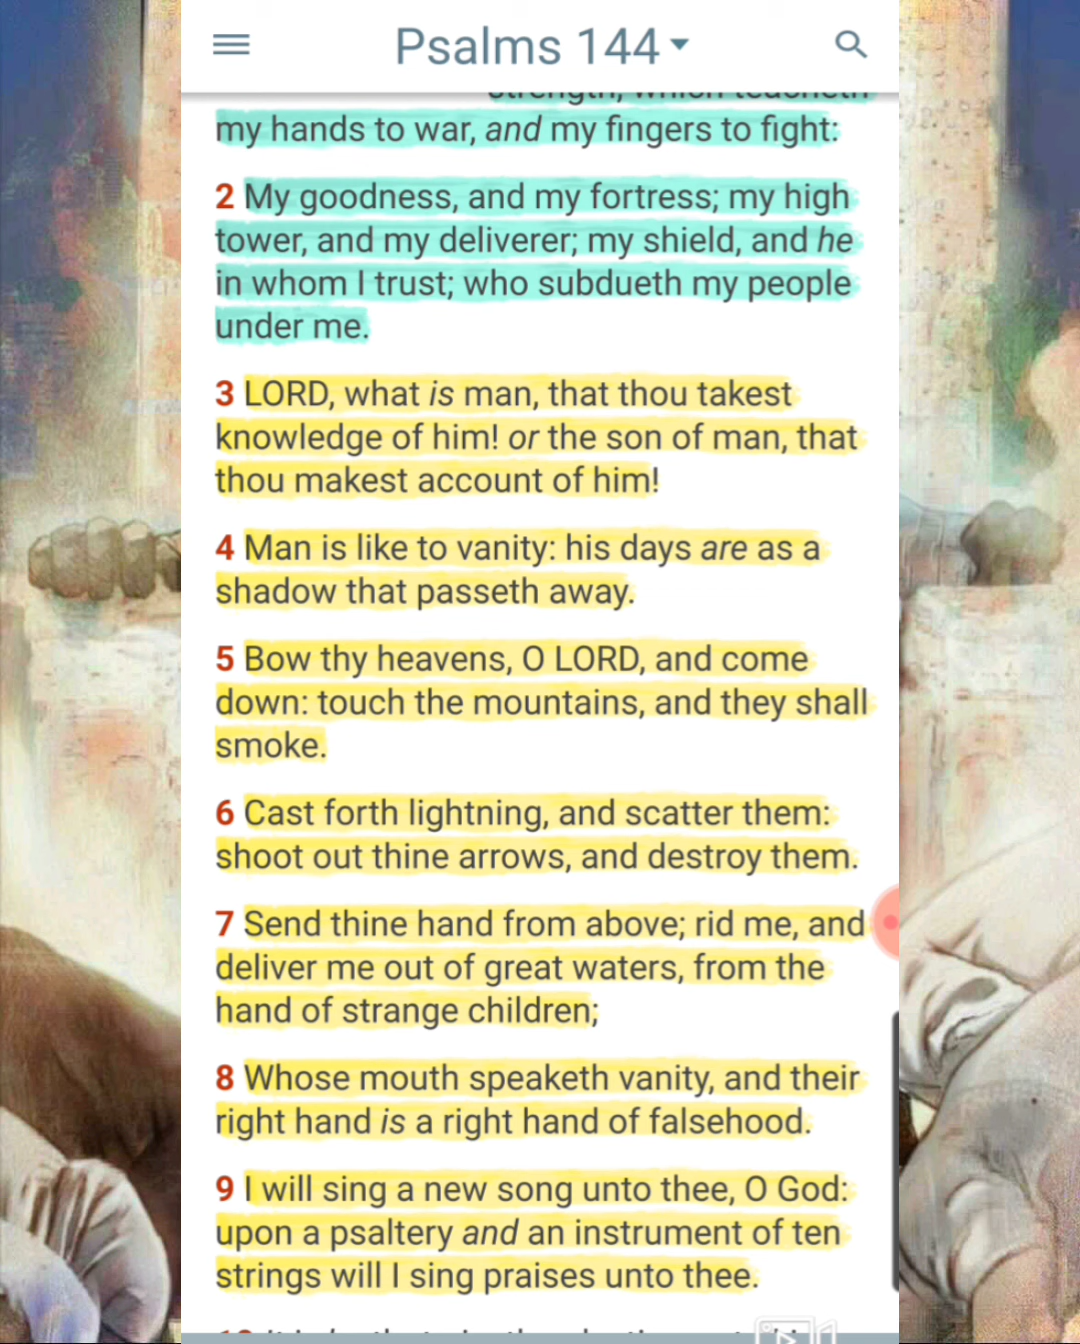 Psalms 144
strength, which teacheth
my hands to war, and my fingers to fight:
2 My goodness, and my fortress; my high
tower, and my deliverer; my shield, and he
in whom I trust; who subdueth my people
under me.
3 LORD, what is man, that thou takest
knowledge of him! or the son of man, that
thou makest account of him!
4 Man is like to vanity: his days are as a
shadow that passeth away.
5 Bow thy heavens, O LORD, and come
down: touch the mountains, and they shall
smoke.
6 Cast forth lightning, and scatter them:
shoot out thine arrows, and destroy them.
7 Send thine hand from above; rid me, and
deliver me out of great waters, from the
hand of strange children;
8 Whose mouth speaketh vanity, and their
right hand is a right hand of falsehood.
9 I will sing a new song unto thee, O God:
upon a psaltery and an instrument of ten
strings will I sing praises unto thee.